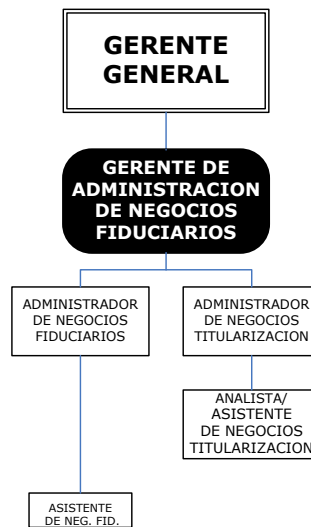 GERENTE
GENERAL
GERENTE DE
ADMINISTRACION
DE NEGOCIOS
FIDUCIARIOS
ADMINISTRADOR
DE NEGOCIOS
FIDUCIARIOS
ADMINISTRADOR
DE NEGOCIOS
TITULARIZACION
ANALISTA/
ASISTENTE
DE NEGOCIOS
TITULARIZACION
ASISTENTE
DE NEG. FID.